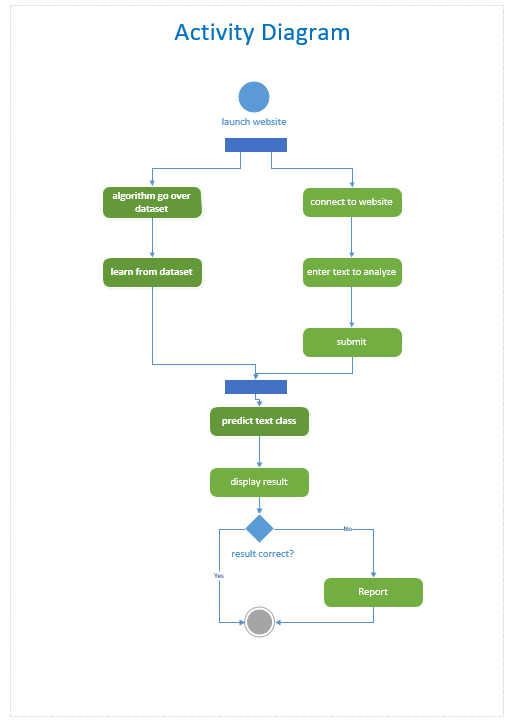 Activity Diagram
launch website
algorithm go over
dataset
connect to website
learn from dataset
enter text to analyze
submit
predict text class
display result
No
result correct?
Yes
Report